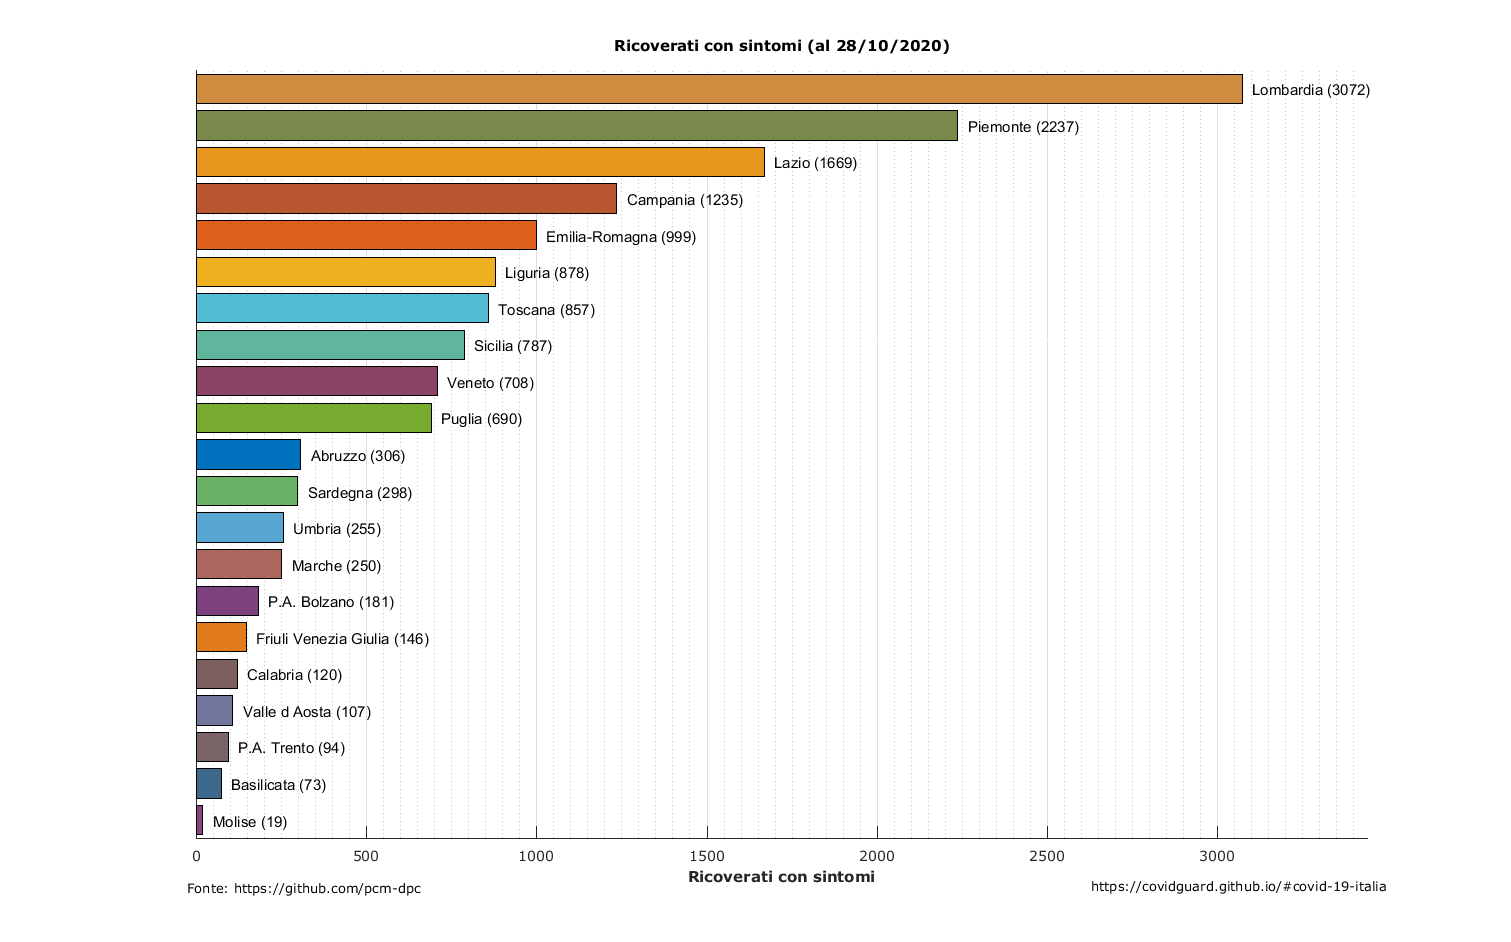 Ricoverati con sintomi (al 28/10/2020)
Lombardia (3072)
Piemonte (2237)
Lazio (1669)
Campania (1235)
Emilia-Romagna (999)
Liguria (878)
Toscana (857)
Sicilia (787)
Veneto (708)
Puglia (690)
Abruzzo (306)
Sardegna (298)
Umbria (255)
Marche (250)
P.A. Bolzano (181)
Friuli Venezia Giulia (146)
Calabria (120)
Valle d Aosta (107)
P.A. Trento (94)
Basilicata (73)
Molise (19)
0 500 1000 1500 2000 2500 3000
Ricoverati con sintomi
Fonte: https://github.com/pcm-dpc
https://covidguard.github.io/#covid-19-italia